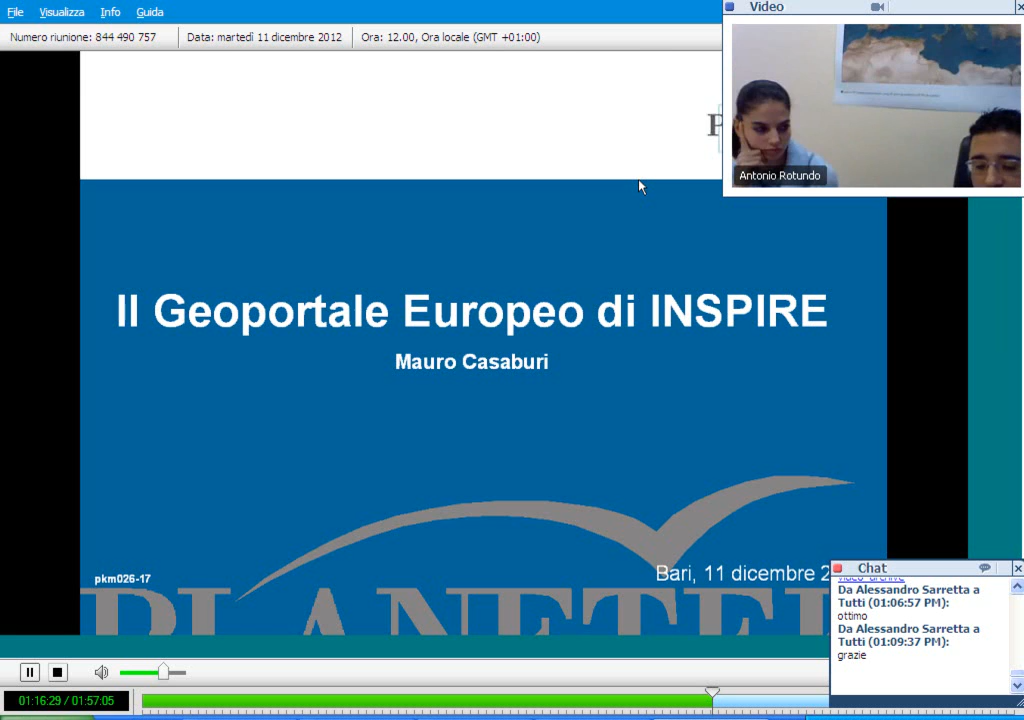 File Visualizza Info Guida
Video
Numero riunione: 844 490 757 Data: martedì 11 dicembre 2012 Ora: 12.00, Ora locale (GMT +01:00)
P
Antonio Rotundo
Il Geoportale Europeo di INSPIRE
Mauro Casaburi
pkm026-17
Bari, 11 dicembre 2
Chat
video-archive
Da Alessandro Sarretta a
Tutti (01:06:57 PM):
ottimo
Da Alessandro Sarretta a
Tutti (01:09:37 PM):
grazie
01:16:29 / 01:57:05